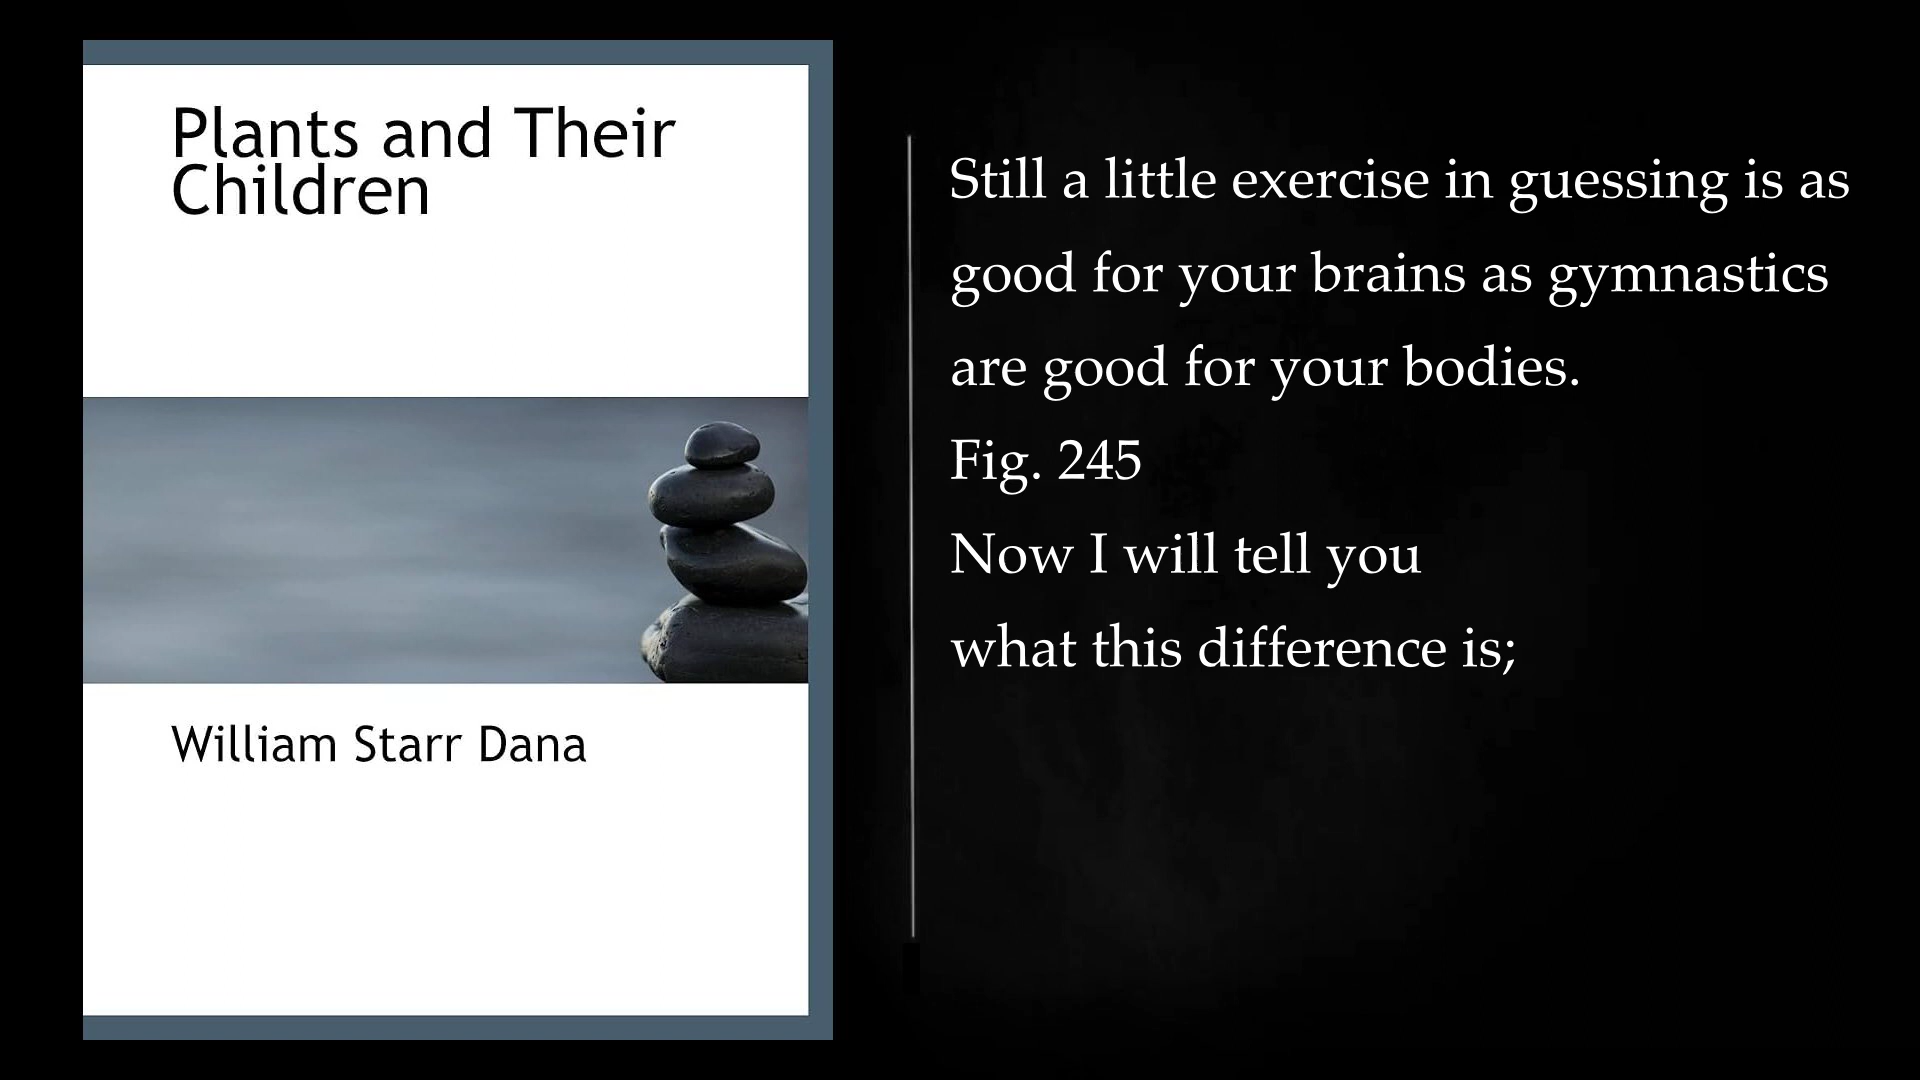 Plants and Their
Children
William Starr Dana
Still a little exercise in guessing is as
good for your brains as gymnastics
are good for your bodies.
Fig. 245
Now I will tell you
what this difference is;